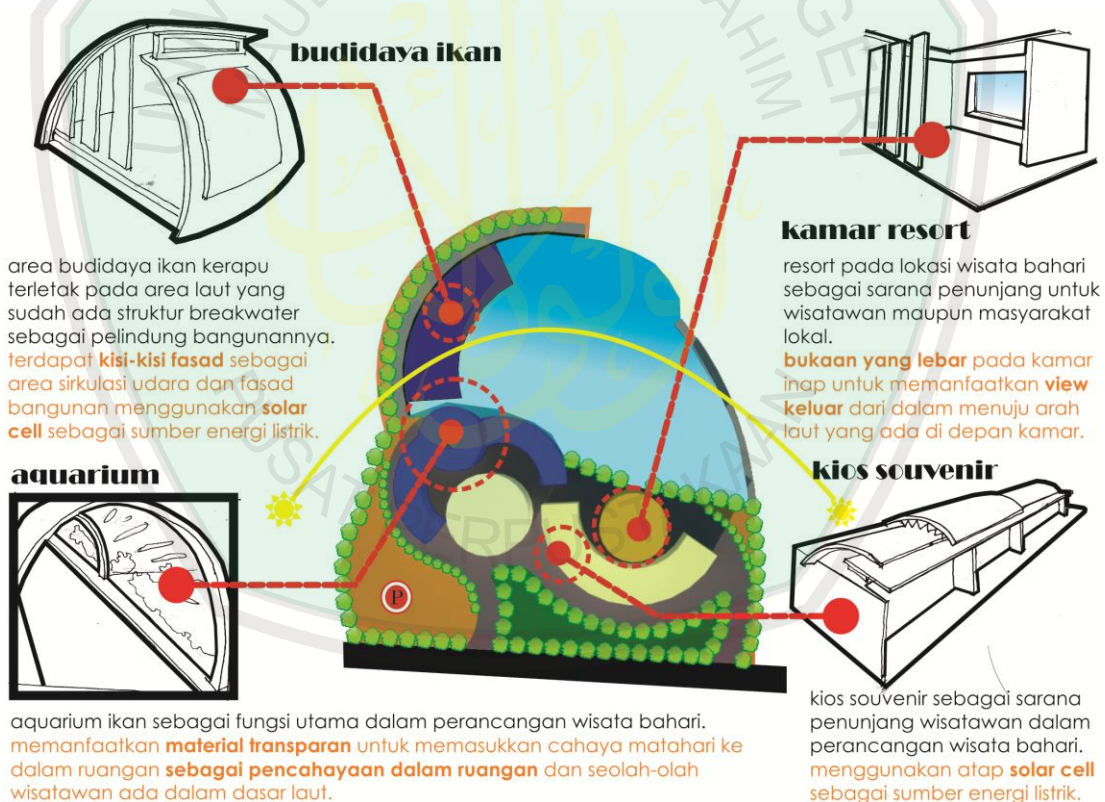 budidaya ikan
area budidaya ikan kerapu
terletak pada area laut yang
sudah ada struktur breakwater
sebagai pelindung bangunannya.
terdapat kisi-kisi fasad sebagai
area sirkulasi udara dan fasad
bangunan menggunakan solar
cell sebagai sumber energi listrik.
kamar resort
resort pada lokasi wisata bahari
sebagai sarana penunjang untuk
wisatawan maupun masyarakat
lokal.
bukaan yang lebar pada kamar
inap untuk memanfaatkan view
keluar dari dalam menuju arah
laut yang ada di depan kamar.
aquarium
aquarium ikan sebagai fungsi utama dalam perancangan wisata bahari.
memanfaatkan material transparan untuk memasukkan cahaya matahari ke
dalam ruangan sebagai pencahayaan dalam ruangan dan seolah-olah
wisatawan ada dalam dasar laut.
kios souvenir
kios souvenir sebagai sarana
penunjang wisatawan dalam
perancangan wisata bahari.
menggunakan atap solar cell
sebagai sumber energi listrik.
P